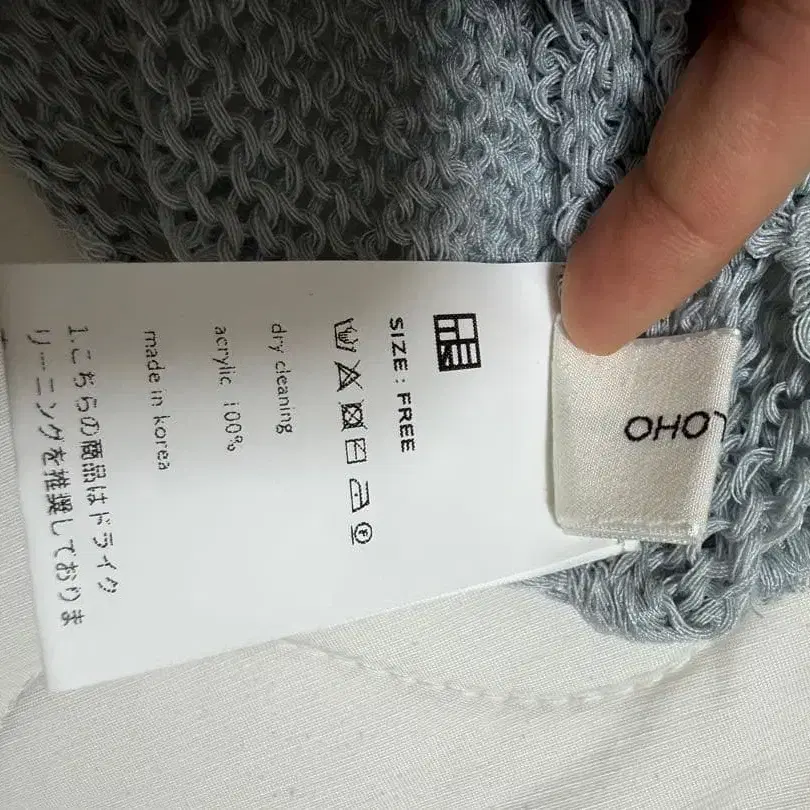 OHO
SIZE : FREE
dry cleaning
acrylic 100%
made in korea
1.こちらの商品はドライク
リーニングを推奨しておりま